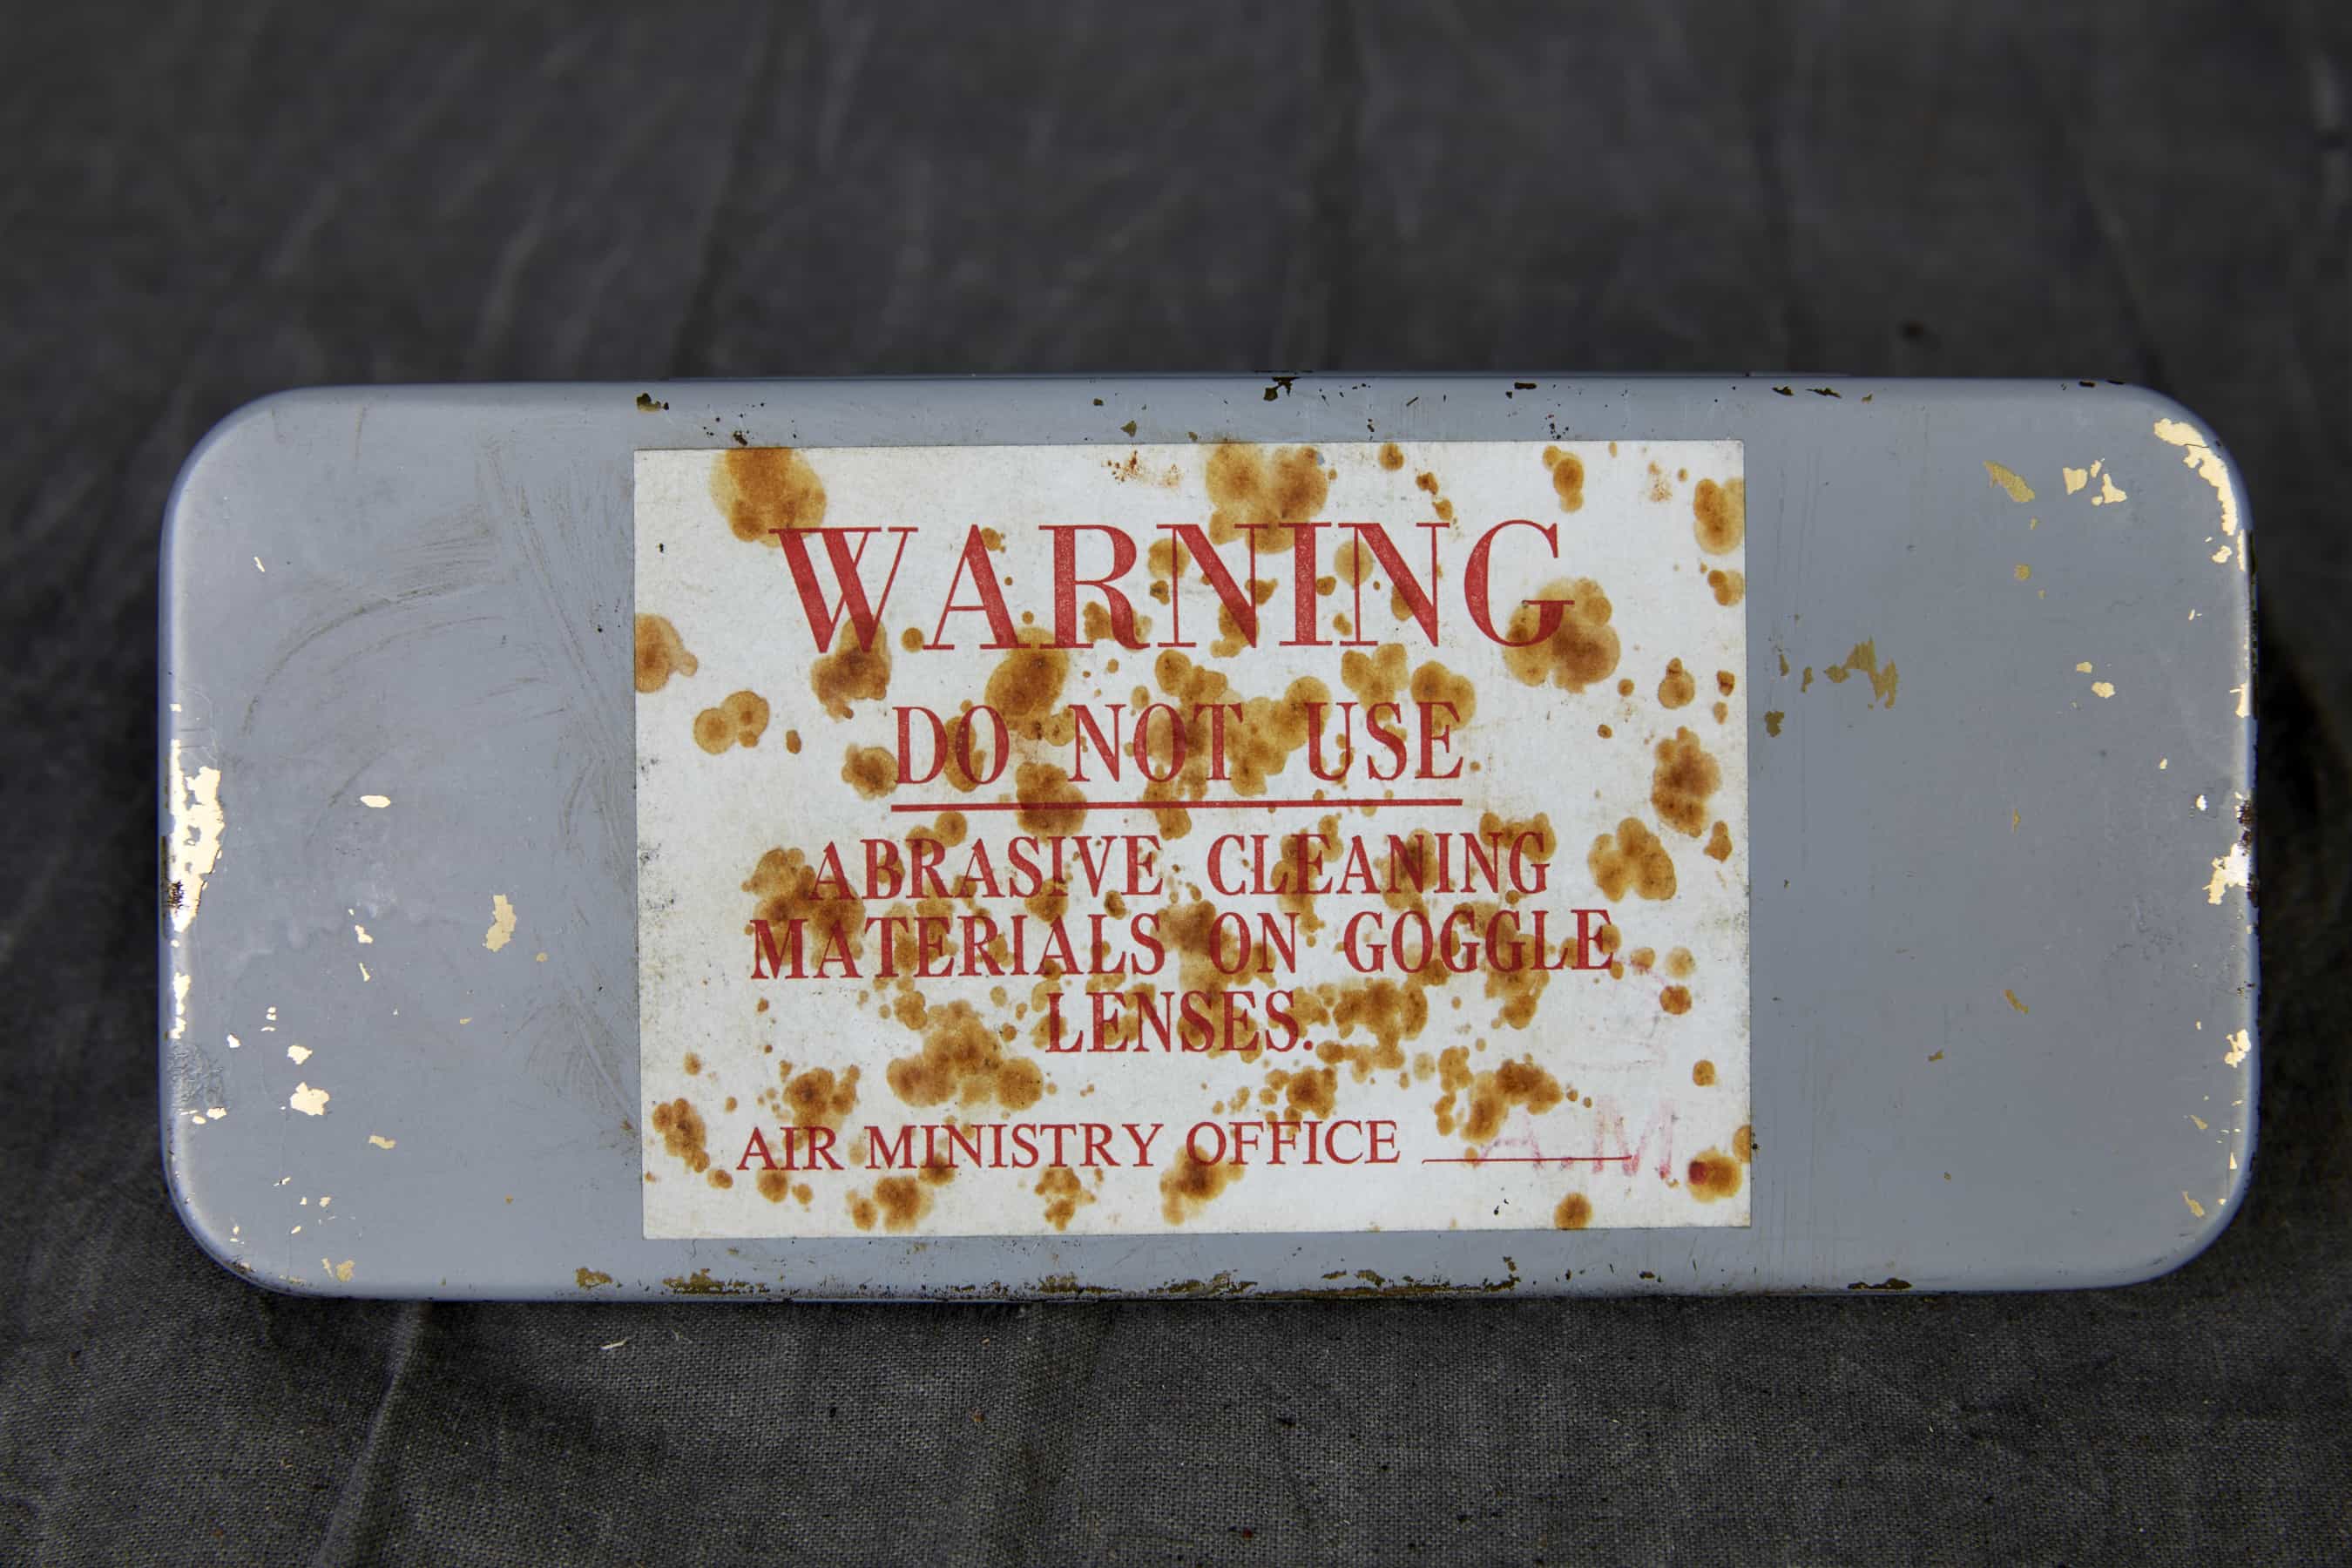 WARNING
DO NOT USE
ABRASIVE CLEANING
MATERIALS ON GOGGLE
LENSES.
AIR MINISTRY OFFICE
A.M.